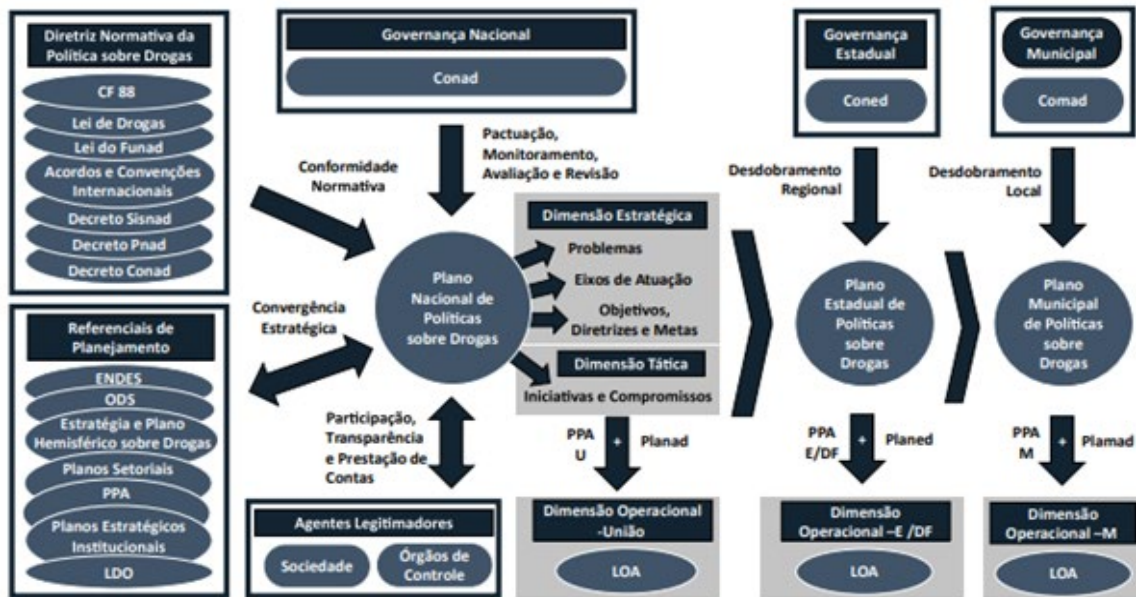 Diretriz Normativa da
Política sobre Drogas
CF 88
Lei de Drogas
Lei do Funad
Acordos e Convenções
Internacionais
Decreto Sisnad
Decreto Pnad
Decreto Conad
Referenciais de
Planejamento
ENDES
ODS
Estratégia e Plano
Hemisférico sobre Drogas
Planos Setoriais
PPA
Planos Estratégicos
Institucionais
LDO
Governança Nacional
Conad
Pactuação,
Monitoramento,
Avaliação e Revisão
Conformidade
Normativa
Convergência
Estratégica
Plano
Nacional de
Políticas
sobre Drogas
Participação,
Transparência
e Prestação de
Contas
Agentes Legitimadores
Sociedade
Órgãos de
Controle
Dimensão Estratégica
Problemas
Eixos de Atuação
Objetivos,
Diretrizes e Metas
Dimensão Tática
Iniciativas e Compromissos
PPA
U
+
Planad
Dimensão Operacional
-União
LOA
Governança
Estadual
Coned
Desdobramento
Regional
Plano
Estadual de
Políticas
sobre
Drogas
PPA
E/DF
+
Planed
Dimensão
Operacional –E /DF
LOA
Governança
Municipal
Comad
Desdobramento
Local
Plano
Municipal
de Políticas
sobre
Drogas
PPA
M
+
Plamad
Dimensão
Operacional –M
LOA